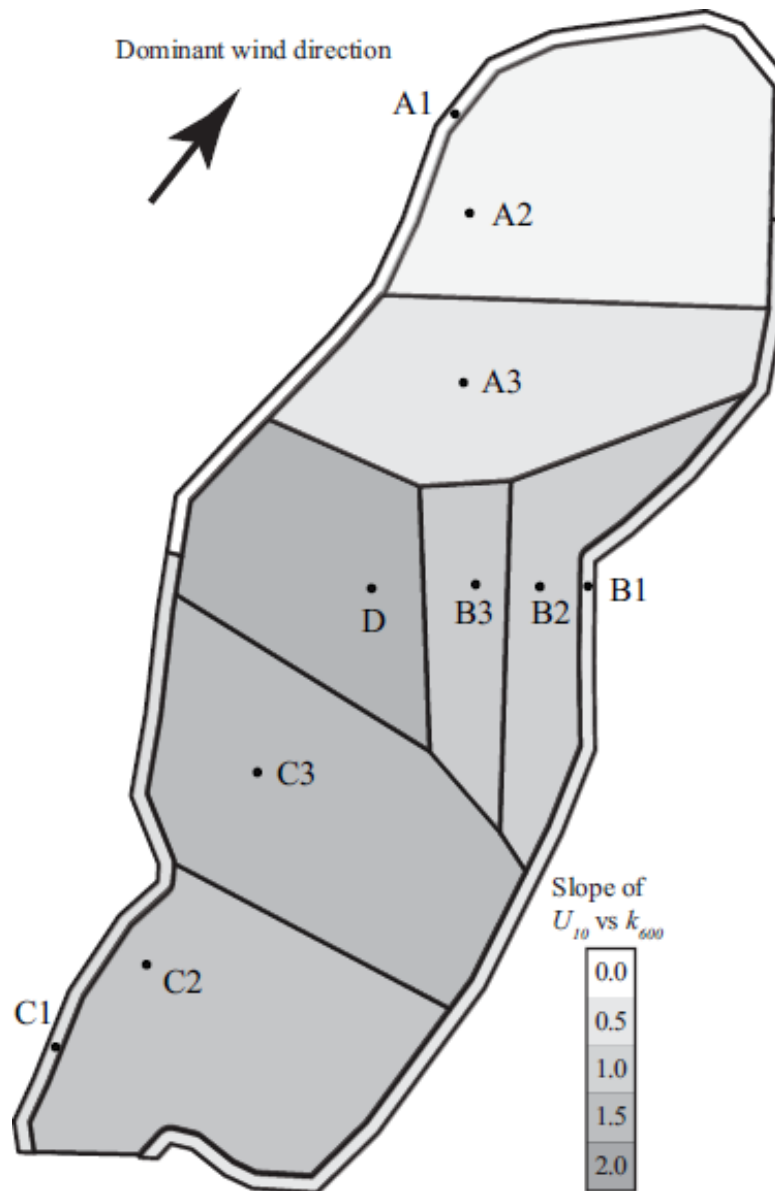 Dominant wind direction
A1
A2
A3
D
B3
B2
B1
C3
C2
C1
Slope of
U10 vs k600
0.0
0.5
1.0
1.5
2.0